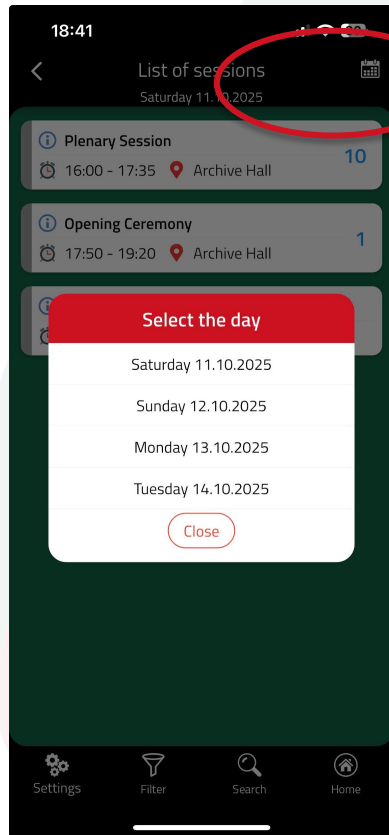 18:41
List of sessions
Saturday 11.10.2025
Plenary Session
10
16:00 - 17:35 Archive Hall
Opening Ceremony
1
17:50 - 19:20 Archive Hall
Select the day
Saturday 11.10.2025
Sunday 12.10.2025
Monday 13.10.2025
Tuesday 14.10.2025
Close
Settings Filter Search Home